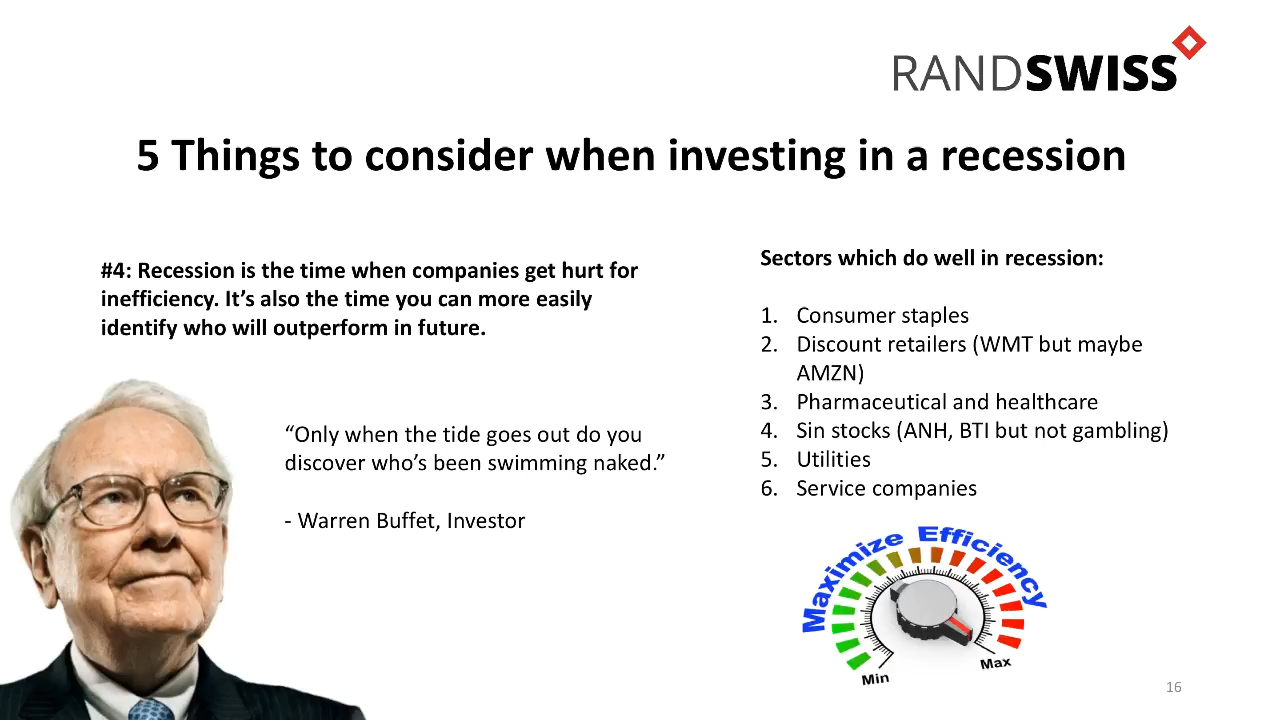 RANDSWISS
5 Things to consider when investing in a recession
#4: Recession is the time when companies get hurt for
inefficiency. It’s also the time you can more easily
identify who will outperform in future.
“Only when the tide goes out do you
discover who’s been swimming naked.”
- Warren Buffet, Investor
Sectors which do well in recession:
1. Consumer staples
2. Discount retailers (WMT but maybe
AMZN)
3. Pharmaceutical and healthcare
4. Sin stocks (ANH, BTI but not gambling)
5. Utilities
6. Service companies
Maximize Efficiency
Min
Max
16